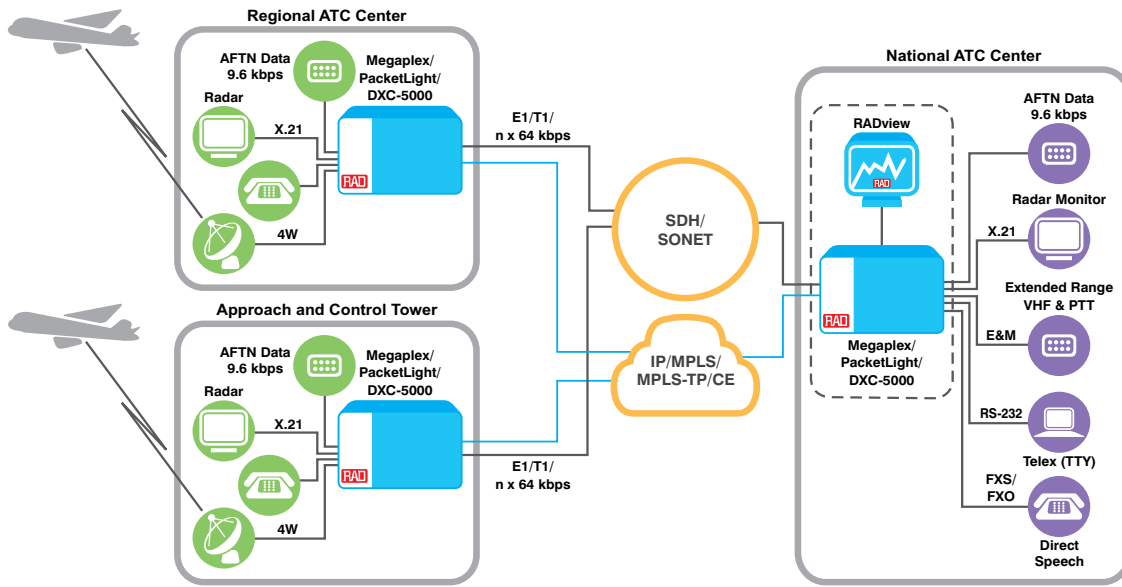 Regional ATC Center
AFTN Data
9.6 kbps
Megaplex/
PacketLight/
DXC-5000
Radar
X.21
RAD
4W
E1/T1/
n x 64 kbps
Approach and Control Tower
AFTN Data
9.6 kbps
Megaplex/
PacketLight/
DXC-5000
Radar
X.21
RAD
4W
E1/T1/
n x 64 kbps
SDH/
SONET
IP/MPLS/
MPLS-TP/CE
National ATC Center
RADview
RAD
RAD
Megaplex/
PacketLight/
DXC-5000
AFTN Data
9.6 kbps
Radar Monitor
X.21
Extended Range
VHF & PTT
E&M
RS-232
Telex (TTY)
FXS/
FXO
Direct
Speech